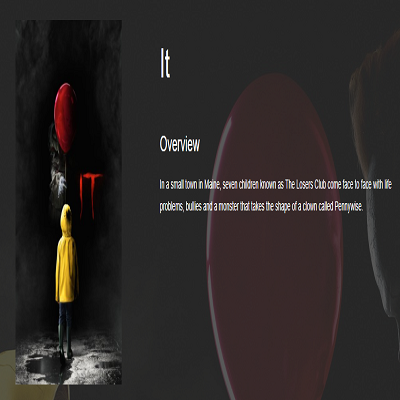 It
IT
Overview
In a small town in Maine, seven children known as The Losers Club come face to face with life
problems, bullies and a monster that takes the shape of a clown called Pennywise.